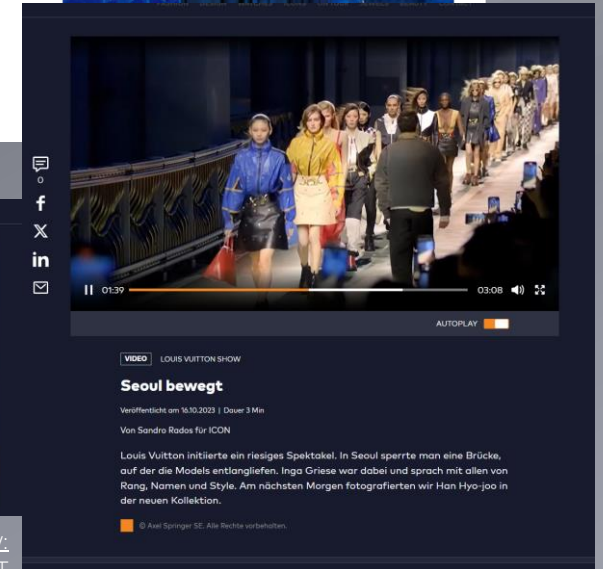 0
f
X
in
01:39
03:08
AUTOPLAY
VIDEO LOUIS VUITTON SHOW
Seoul bewegt
Veröffentlicht am 16.10.2023 | Dauer 3 Min
Von Sandro Rados für ICON
Louis Vuitton initiierte ein riesiges Spektakel. In Seoul sperrte man eine Brücke,
auf der die Models entlangliefen. Inga Griese war dabei und sprach mit allen von
Rang, Namen und Style. Am nächsten Morgen fotografierten wir Han Hyo-joo in
der neuen Kollektion.
© Axel Springer SE. Alle Rechte vorbehalten.